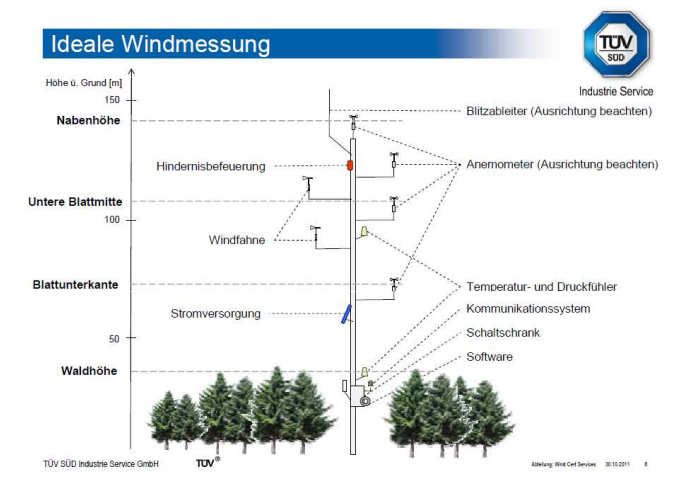 Ideale Windmessung
TÜV
SÜD
Industrie Service
Höhe ü. Grund [m]
150
Nabenhöhe
Blitzableiter (Ausrichtung beachten)
Hindernisbefeuerung
Anemometer (Ausrichtung beachten)
Untere Blattmitte
100
Windfahne
Blattunterkante
Temperatur- und Druckfühler
Stromversorgung
Kommunikationssystem
50
Schaltschrank
Software
Waldhöhe
TÜV SÜD Industrie Service GmbH
TÜV®
Abteilung: Wind Cert Services 30.10.2011 8